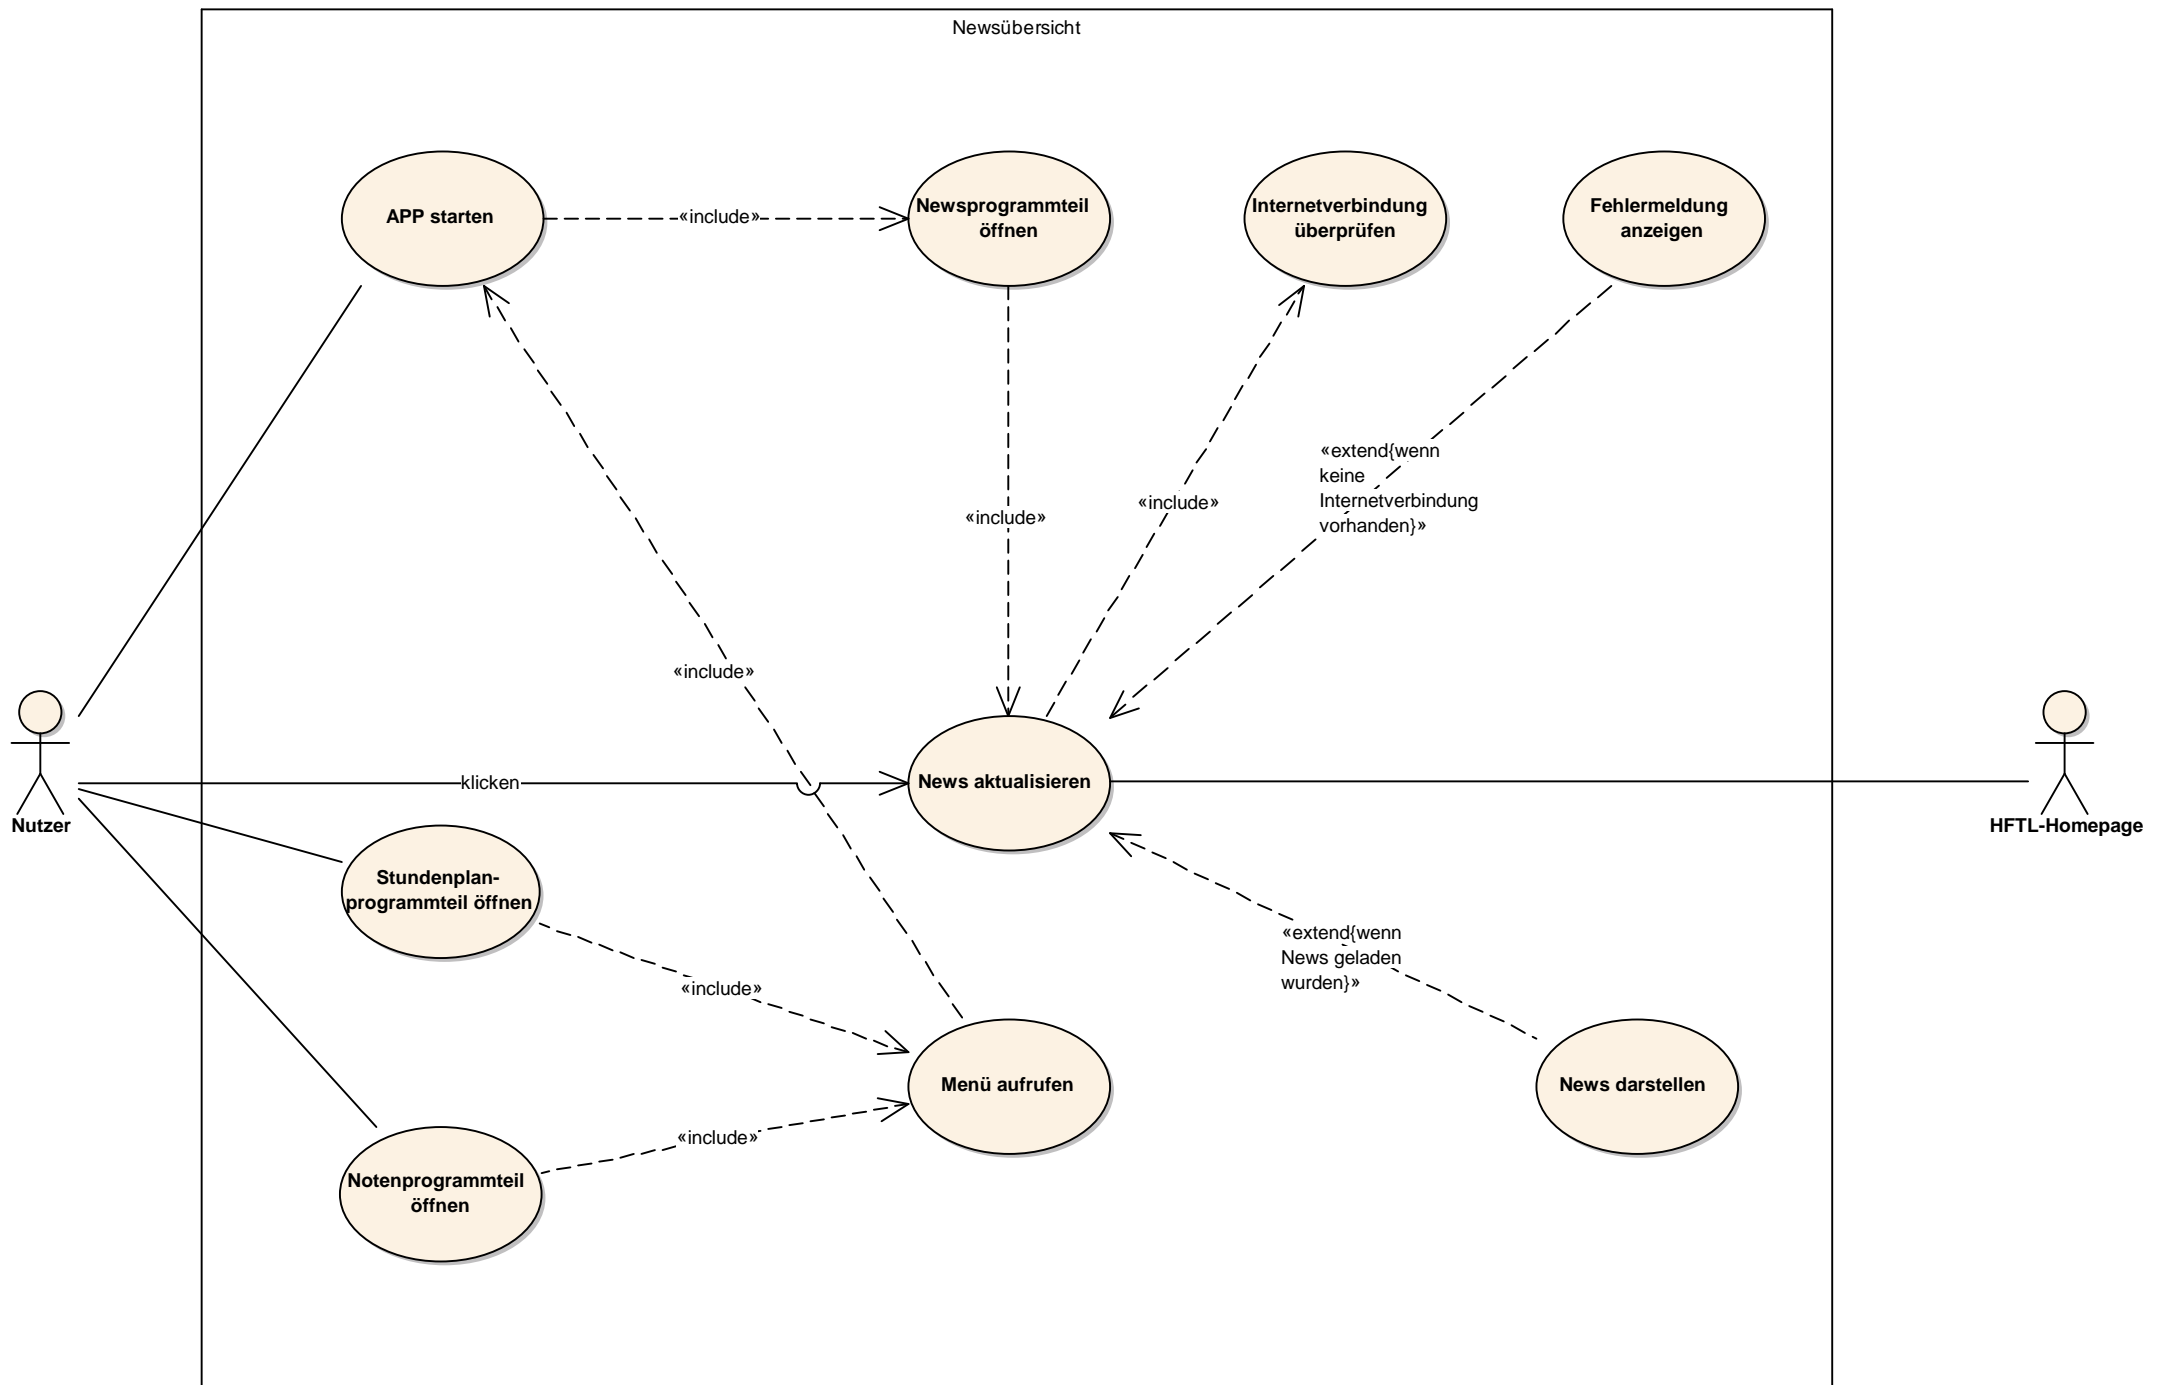 Newsübersicht
APP starten
«include»
Newsprogrammteil
öffnen
Internetverbindung
überprüfen
Fehlermeldung
anzeigen
«extend{wenn
keine
Internetverbindung
vorhanden}»
«include»
«include»
«include»
klicken
News aktualisieren
Nutzer
HFTL-Homepage
Stundenplan-
programmteil öffnen
«extend{wenn
News geladen
wurden}»
«include»
Menü aufrufen
News darstellen
«include»
Notenprogrammteil
öffnen